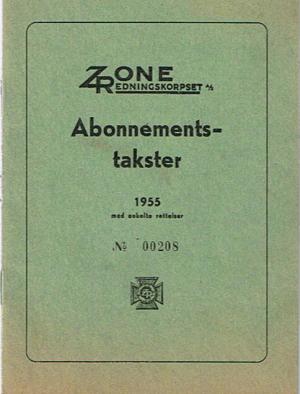 ZONE
REDNINGSKORPSET A/S
Abonnements-
takster
1955
med enkelte rettelser
No 00208